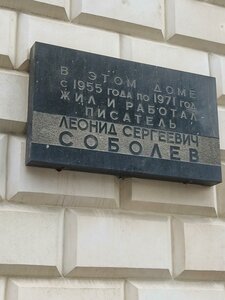 В ЭТОМ ДОМЕ
С 1955 ГОДА ПО 1971 ГОД
ЖИЛ И РАБОТАЛ
ПИСАТЕЛЬ
ЛЕОНИД СЕРГЕЕВИЧ
СОБОЛЕВ